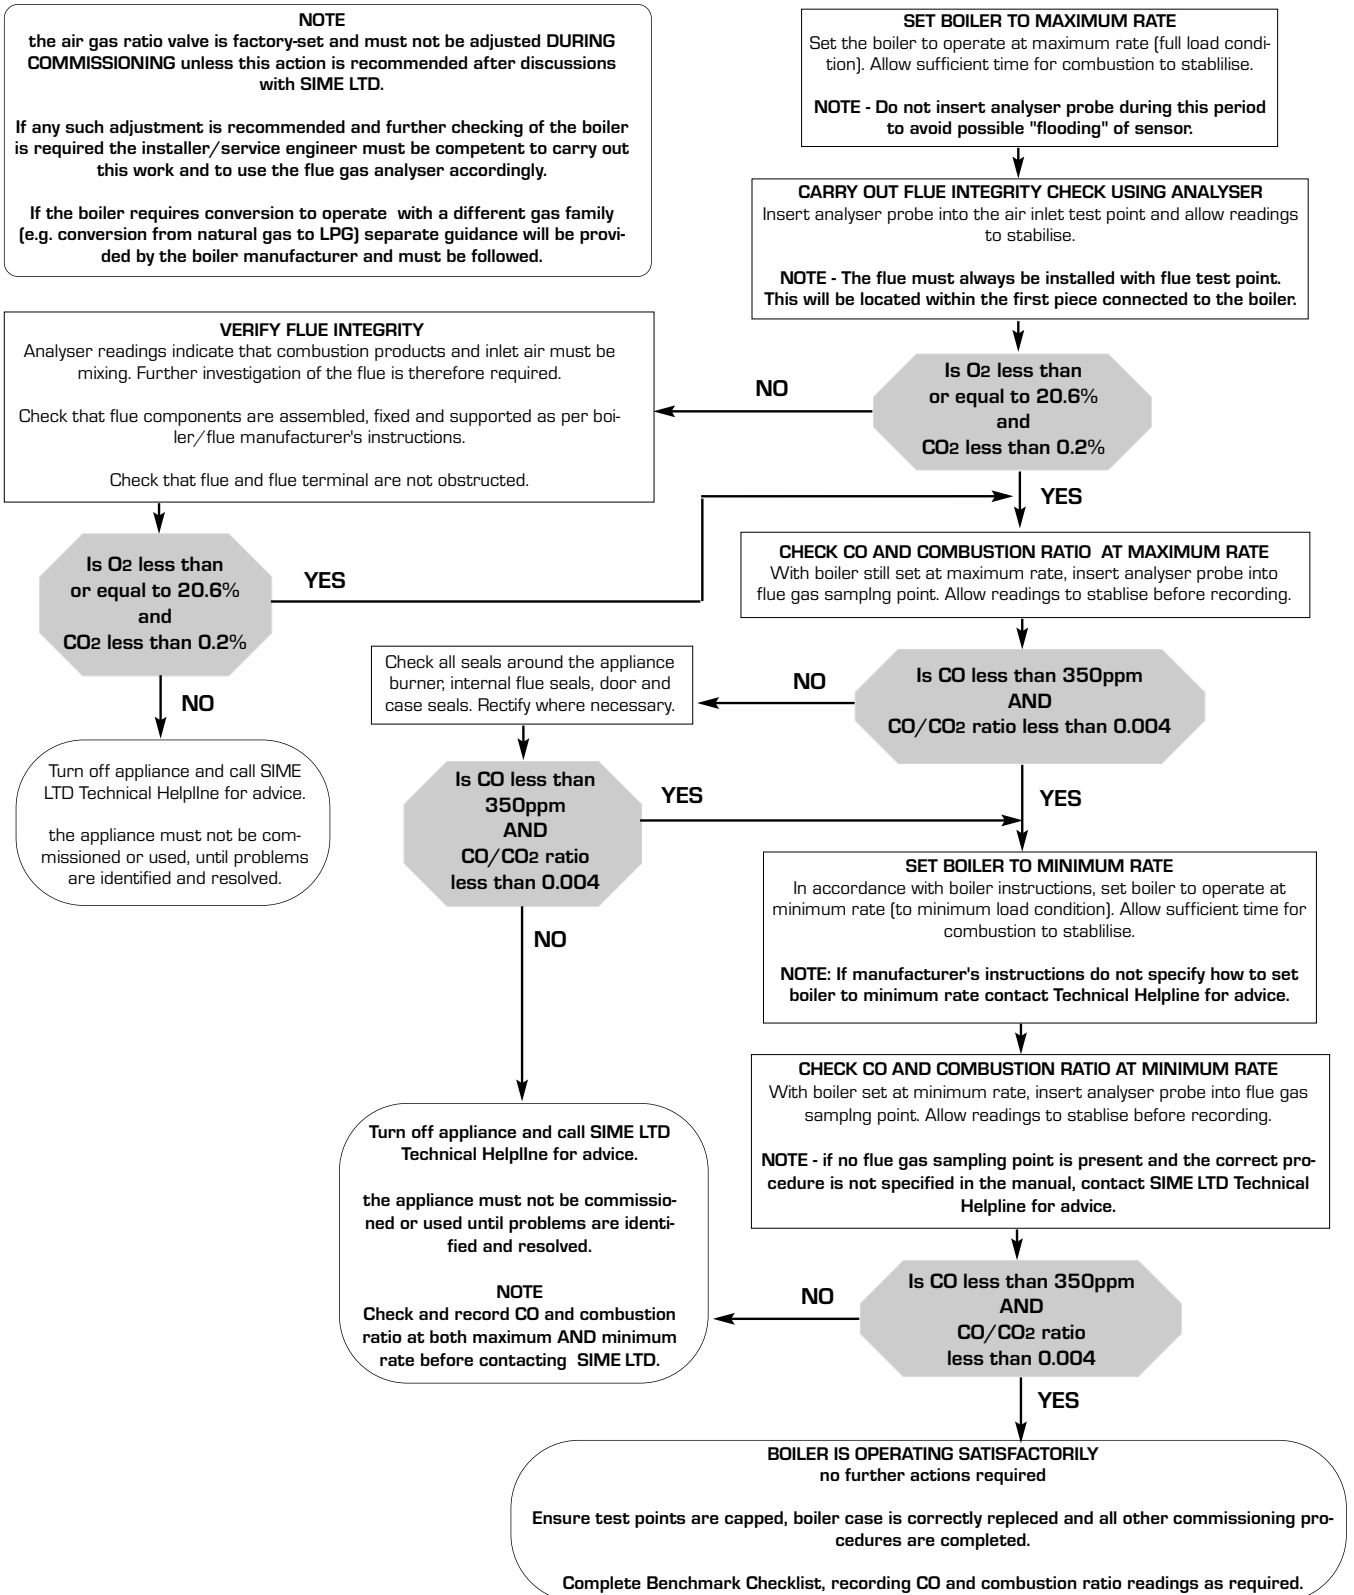 NOTE
the air gas ratio valve is factory-set and must not be adjusted DURING
COMMISSIONING unless this action is recommended after discussions
with SIME LTD.
If any such adjustment is recommended and further checking of the boiler
is required the installer/service engineer must be competent to carry out
this work and to use the flue gas analyser accordingly.
If the boiler requires conversion to operate with a different gas family
(e.g. conversion from natural gas to LPG) separate guidance will be provi-
ded by the boiler manufacturer and must be followed.
SET BOILER TO MAXIMUM RATE
Set the boiler to operate at maximum rate (full load condi-
tion). Allow sufficient time for combustion to stablilise.
NOTE - Do not insert analyser probe during this period
to avoid possible "flooding" of sensor.
CARRY OUT FLUE INTEGRITY CHECK USING ANALYSER
Insert analyser probe into the air inlet test point and allow readings
to stabilise.
NOTE - The flue must always be installed with flue test point.
This will be located within the first piece connected to the boiler.
Is O2 less than
or equal to 20.6%
and
CO2 less than 0.2%
NO
YES
VERIFY FLUE INTEGRITY
Analyser readings indicate that combustion products and inlet air must be
mixing. Further investigation of the flue is therefore required.
Check that flue components are assembled, fixed and supported as per boi-
ler/flue manufacturer's instructions.
Check that flue and flue terminal are not obstructed.
Is O2 less than
or equal to 20.6%
and
CO2 less than 0.2%
YES
NO
Turn off appliance and call SIME
LTD Technical HelplIne for advice.
the appliance must not be com-
missioned or used, until problems
are identified and resolved.
CHECK CO AND COMBUSTION RATIO AT MAXIMUM RATE
With boiler still set at maximum rate, insert analyser probe into
flue gas samplng point. Allow readings to stablise before recording.
Is CO less than 350ppm
AND
CO/CO2 ratio less than 0.004
NO
YES
Check all seals around the appliance
burner, internal flue seals, door and
case seals. Rectify where necessary.
Is CO less than
350ppm
AND
CO/CO2 ratio
less than 0.004
YES
NO
SET BOILER TO MINIMUM RATE
In accordance with boiler instructions, set boiler to operate at
minimum rate (to minimum load condition). Allow sufficient time for
combustion to stablilise.
NOTE: If manufacturer's instructions do not specify how to set
boiler to minimum rate contact Technical Helpline for advice.
CHECK CO AND COMBUSTION RATIO AT MINIMUM RATE
With boiler set at minimum rate, insert analyser probe into flue gas
samplng point. Allow readings to stablise before recording.
NOTE - if no flue gas sampling point is present and the correct pro-
cedure is not specified in the manual, contact SIME LTD Technical
Helpline for advice.
Is CO less than 350ppm
AND
CO/CO2 ratio
less than 0.004
NO
YES
Turn off appliance and call SIME LTD
Technical HelplIne for advice.
the appliance must not be commissio-
ned or used until problems are identi-
fied and resolved.
NOTE
Check and record CO and combustion
ratio at both maximum AND minimum
rate before contacting SIME LTD.
BOILER IS OPERATING SATISFACTORILY
no further actions required
Ensure test points are capped, boiler case is correctly repleced and all other commissioning pro-
cedures are completed.
Complete Benchmark Checklist, recording CO and combustion ratio readings as required.